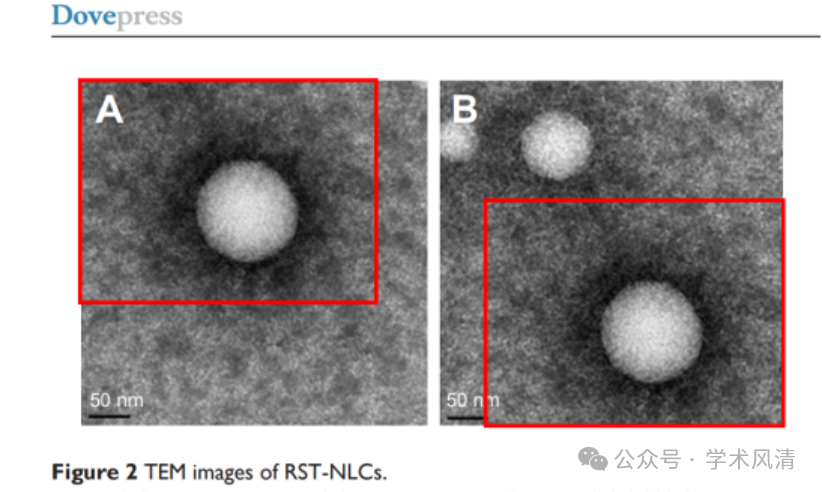 Dovepress
A
B
50 nm
50 nm
Figure 2 TEM images of RST-NLCs.
公众号 · 学术风清